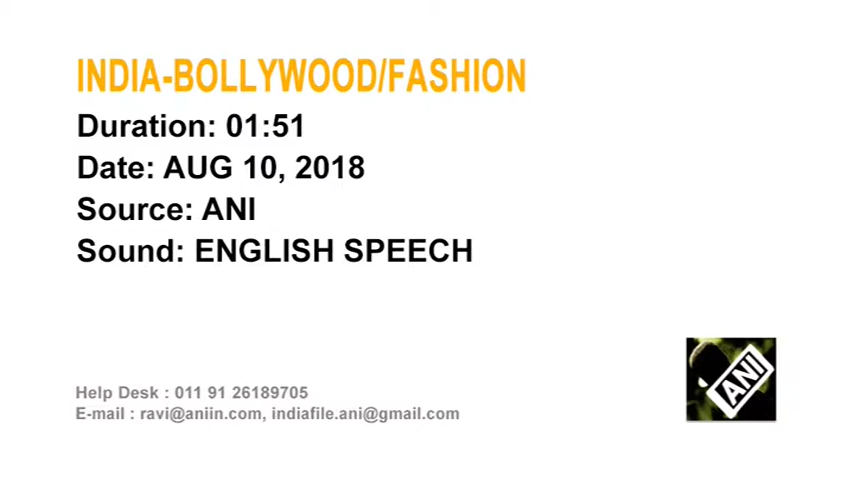 INDIA-BOLLYWOOD/FASHION
Duration: 01:51
Date: AUG 10, 2018
Source: ANI
Sound: ENGLISH SPEECH
Help Desk : 011 91 26189705
E-mail : ravi@aniin.com, indiafile.ani@gmail.com
ANI